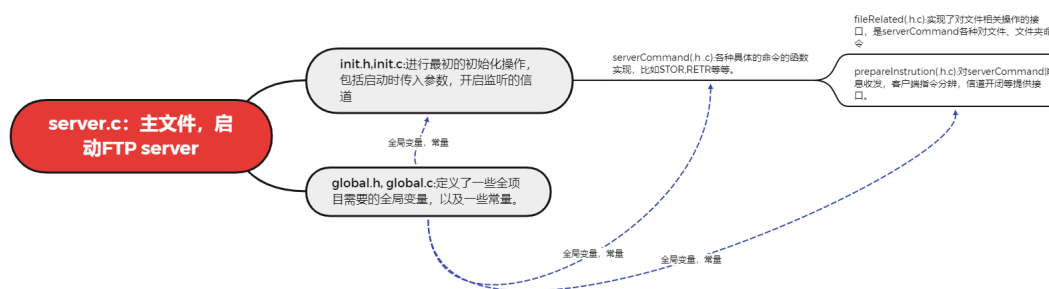 server.c：主文件，启
动FTP server
init.h,init.c:进行最初的初始化操作，
包括启动时传入参数，开启监听的信
道
global.h, global.c:定义了一些全项
目需要的全局变量，以及一些常量。
全局变量，常量
serverCommand(.h .c):各种具体的命令的函数
实现，比如STOR,RETR等等。
fileRelated(.h.c):实现了对文件相关操作的接
口，是serverCommand各种对文件、文件夹命
令
prepareInstrution(.h.c):对serverCommand
息收发，客户端指令分辨，信道开闭等提供接
口。
全局变量，常量
全局变量，常量